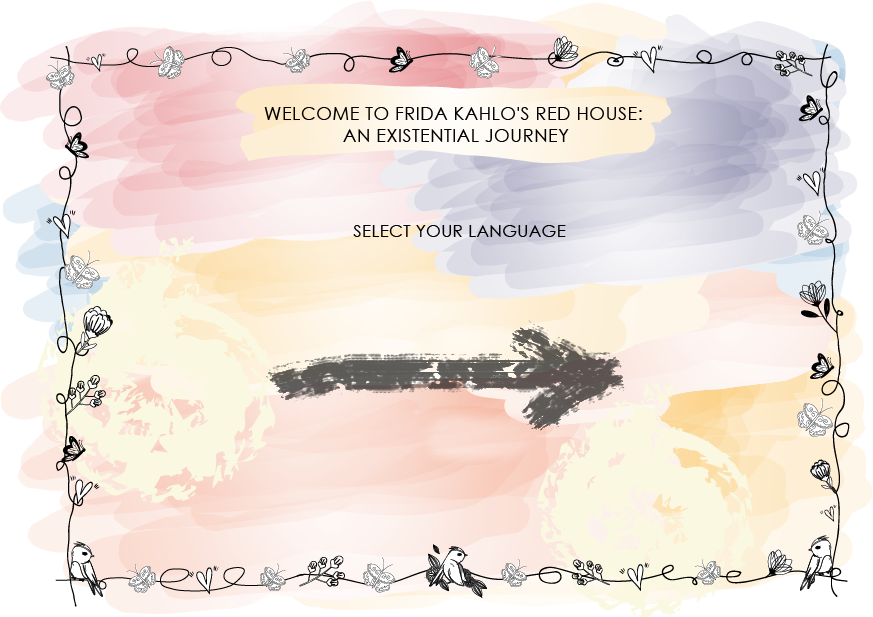 WELCOME TO FRIDA KAHLO'S RED HOUSE:
AN EXISTENTIAL JOURNEY
SELECT YOUR LANGUAGE